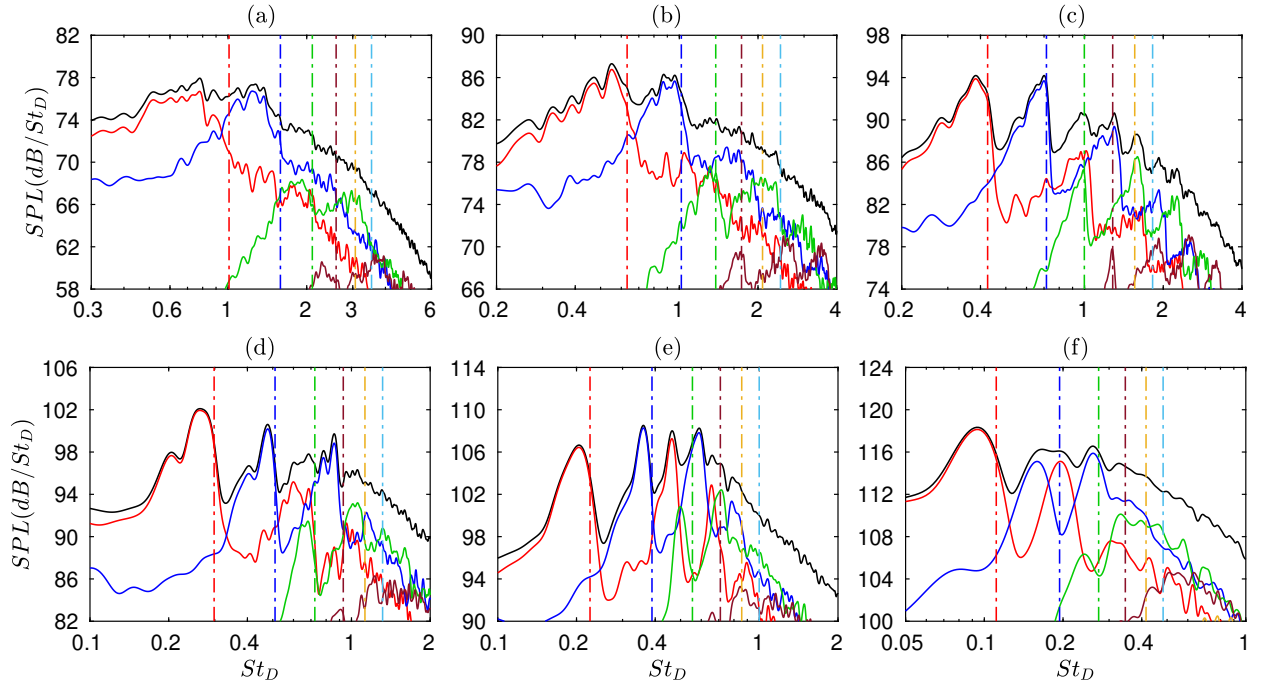 (a) (b) (c)
82 90 98
78 86 94
74 82 90
70 78 86
66 74 82
62 70 78
58 66 74
SPL(dB/St_D)
0.3 0.6 1 2 3 6 0.2 0.4 1 2 4 0.2 0.4 1 2 4
(d) (e) (f)
106 114 124
102 110 120
98 106 116
94 102 112
90 98 108
86 94 104
82 90 100
SPL(dB/St_D)
0.1 0.2 0.4 1 2 0.1 0.2 0.4 1 2 0.05 0.1 0.2 0.4 1
St_D St_D St_D